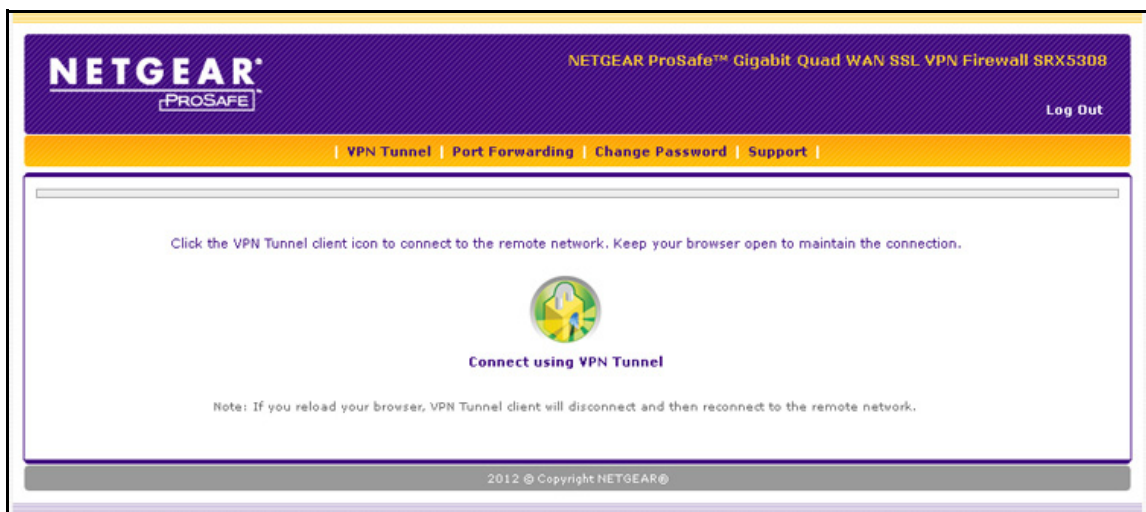 NETGEAR®
PROSAFE
NETGEAR ProSafe™ Gigabit Quad WAN SSL VPN Firewall SRX5308
Log Out
| VPN Tunnel | Port Forwarding | Change Password | Support |
Click the VPN Tunnel client icon to connect to the remote network. Keep your browser open to maintain the connection.
Connect using VPN Tunnel
Note: If you reload your browser, VPN Tunnel client will disconnect and then reconnect to the remote network.
2012 © Copyright NETGEAR®